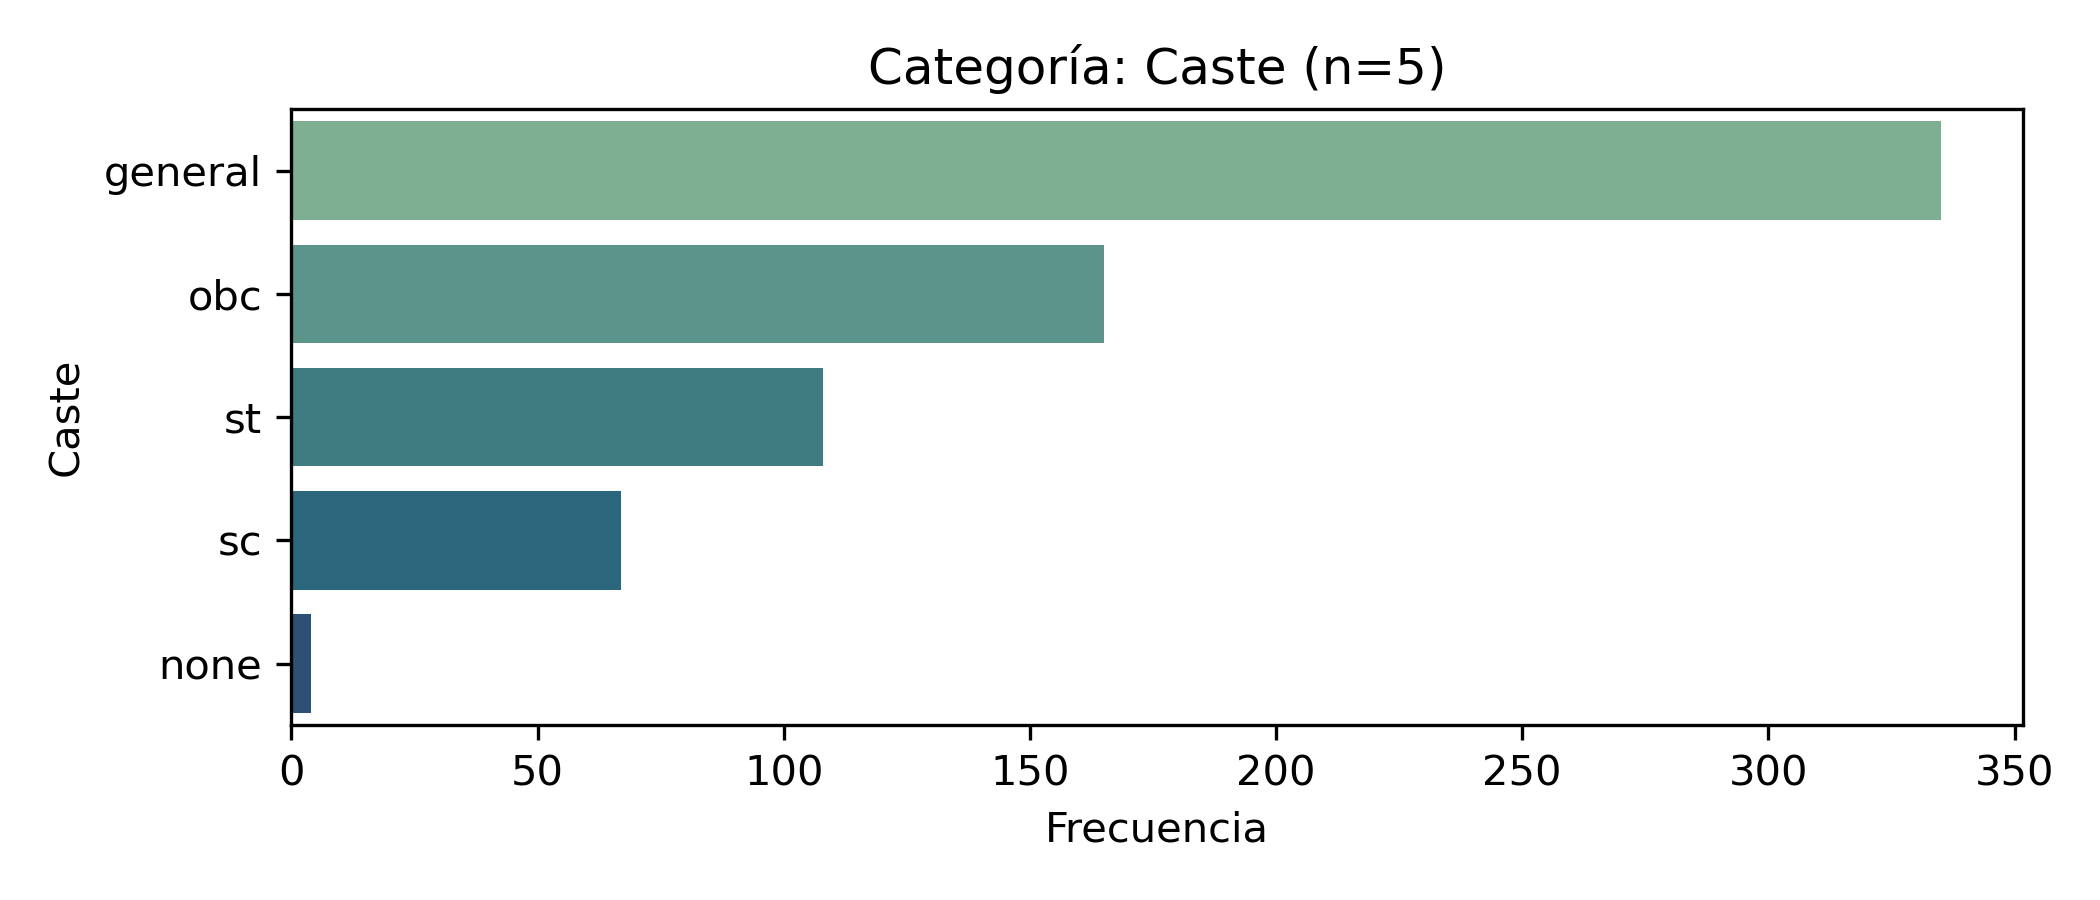 Categoría: Caste (n=5)
Caste
general
obc
st
sc
none
0 50 100 150 200 250 300 350
Frecuencia